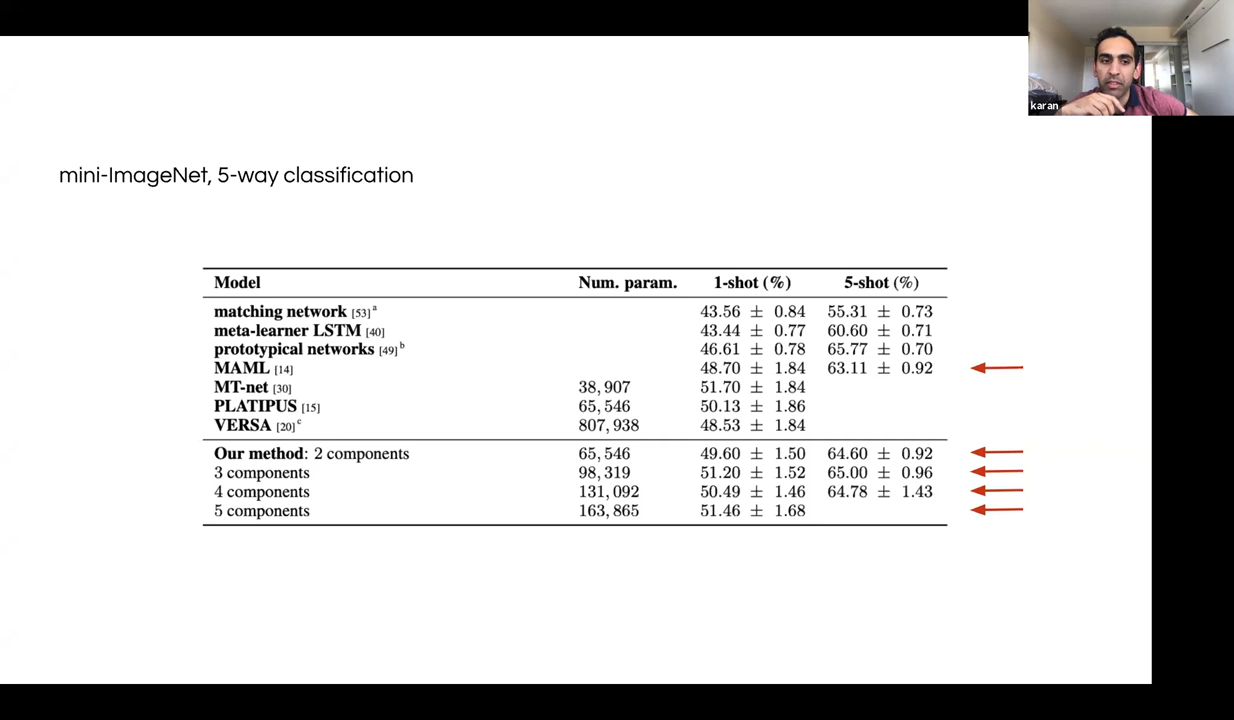 karan
mini-ImageNet, 5-way classification
Model Num. param. 1-shot (%) 5-shot (%)
matching network [53]ᵃ 43.56 ± 0.84 55.31 ± 0.73
meta-learner LSTM [40] 43.44 ± 0.77 60.60 ± 0.71
prototypical networks [49]ᵇ 46.61 ± 0.78 65.77 ± 0.70
MAML [14] 48.70 ± 1.84 63.11 ± 0.92
MT-net [30] 38,907 51.70 ± 1.84
PLATIPUS [15] 65,546 50.13 ± 1.86
VERSA [20]ᶜ 807,938 48.53 ± 1.84
Our method: 2 components 65,546 49.60 ± 1.50 64.60 ± 0.92
3 components 98,319 51.20 ± 1.52 65.00 ± 0.96
4 components 131,092 50.49 ± 1.46 64.78 ± 1.43
5 components 163,865 51.46 ± 1.68